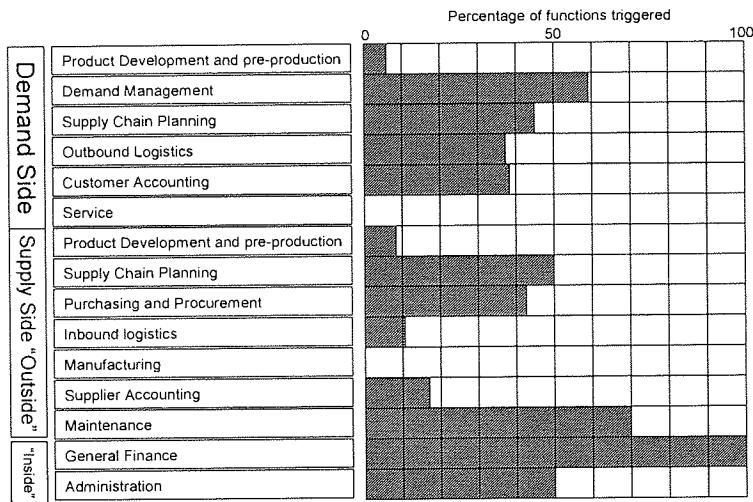 Percentage of functions triggered
0 50 100
Demand Side
Product Development and pre-production
Demand Management
Supply Chain Planning
Outbound Logistics
Customer Accounting
Service
Supply Side "Outside"
Product Development and pre-production
Supply Chain Planning
Purchasing and Procurement
Inbound logistics
Manufacturing
Supplier Accounting
Maintenance
"Inside"
General Finance
Administration